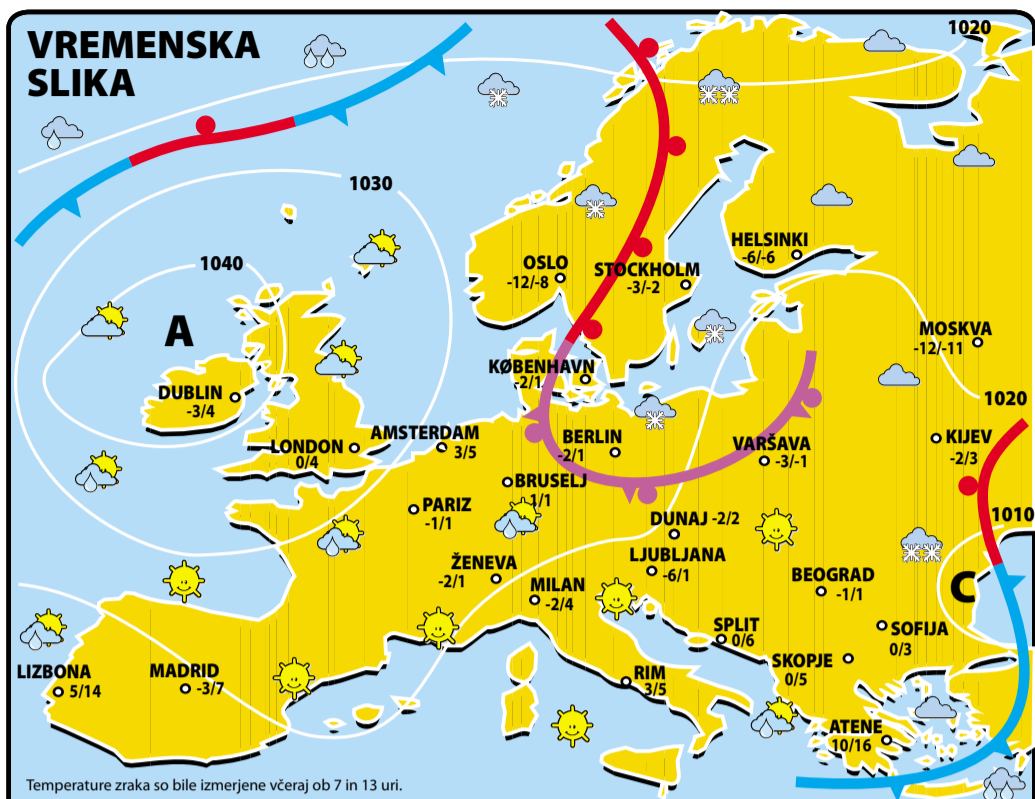 VREMENSKA
SLIKA
1020
1030
1040
A
HELSINKI
-6/-6
OSLO
-12/-8
STOCKHOLM
-3/-2
MOSKVA
-12/-11
KØBENHAVN
-2/1
DUBLIN
-3/4
1020
LONDON
0/4
AMSTERDAM
3/5
BERLIN
-2/1
VARŠAVA
-3/-1
KIJEV
-2/3
BRUSELJ
1/1
PARIZ
-1/1
1010
DUNAJ -2/2
LJUBLJANA
-6/1
ŽENEVA
-2/1
MILAN
-2/4
BEOGRAD
-1/1
C
SPLIT
0/6
SOFIJA
0/3
SKOPJE
0/5
LIZBONA
5/14
MADRID
-3/7
RIM
3/5
ATENE
10/16
Temperature zraka so bile izmerjene včeraj ob 7 in 13 uri.